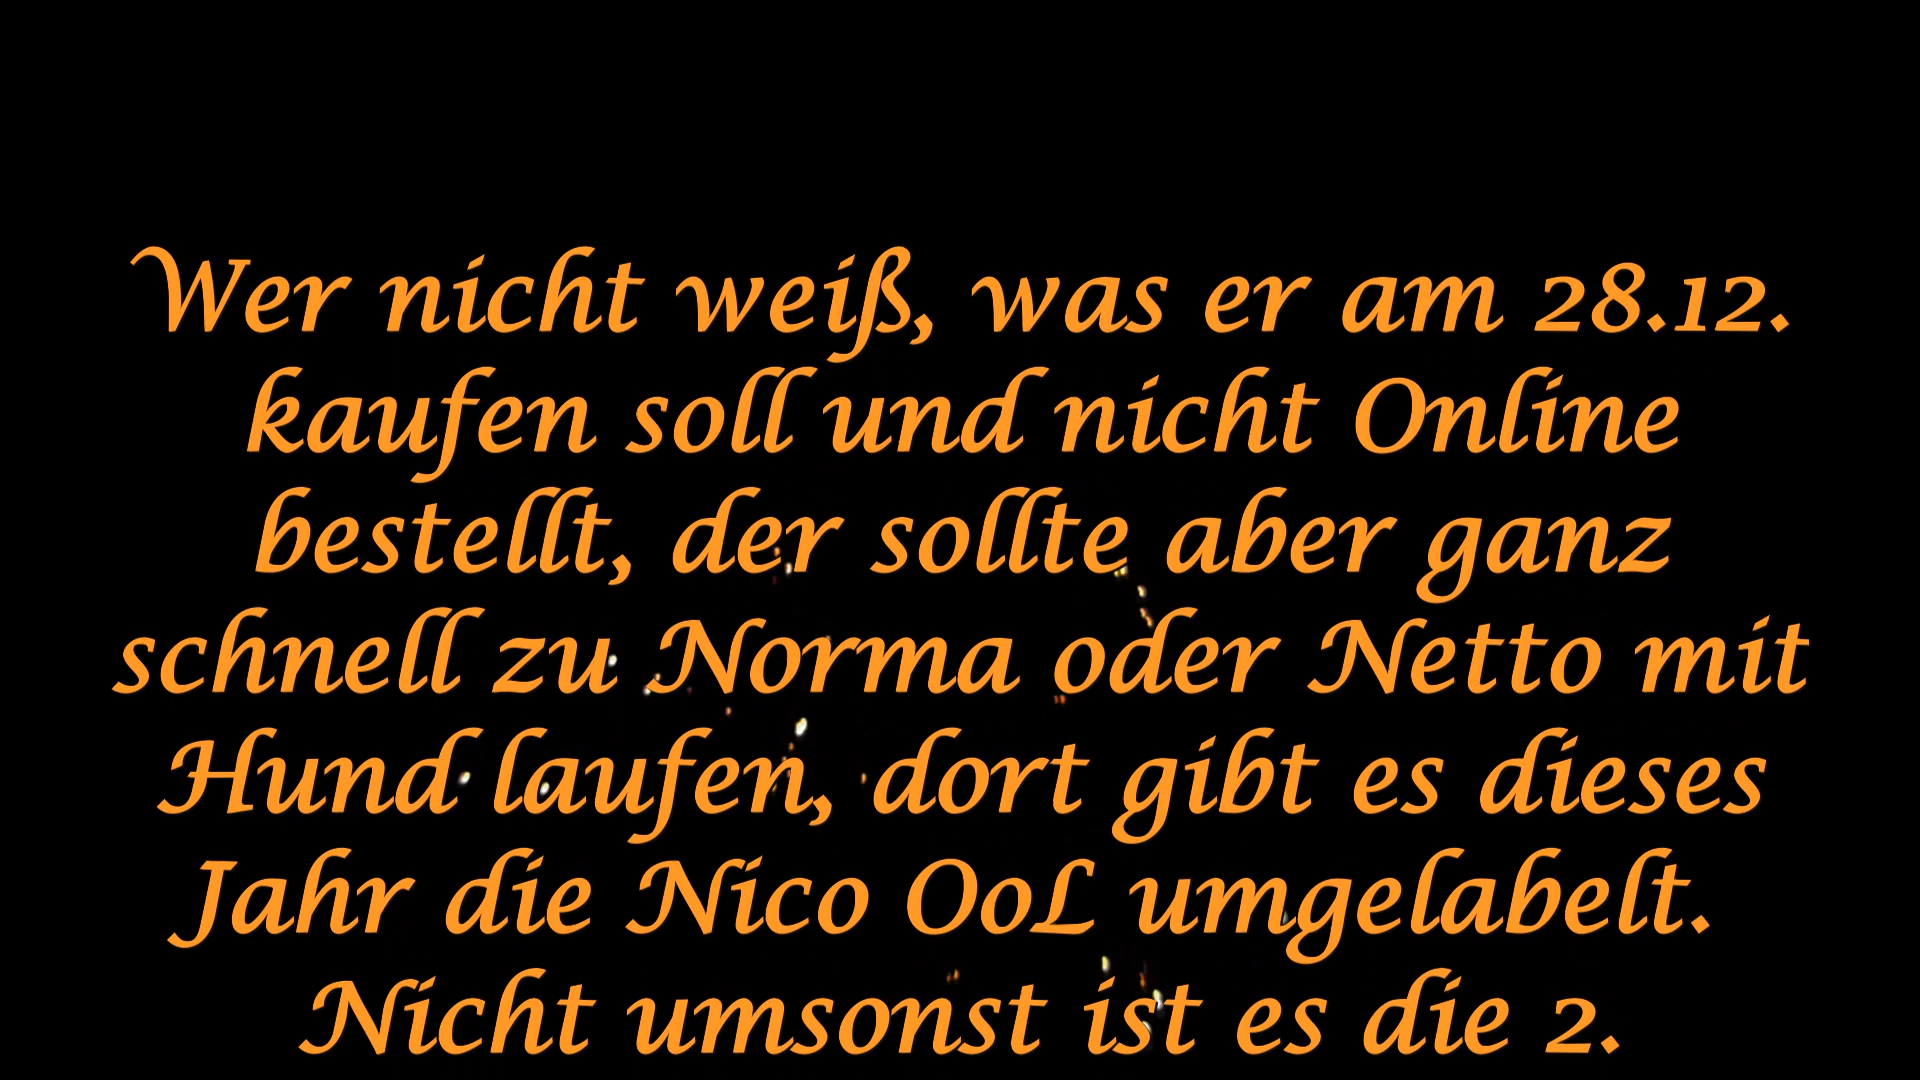 Wer nicht weiß, was er am 28.12.
kaufen soll und nicht Online
bestellt, der sollte aber ganz
schnell zu Norma oder Netto mit
Hund laufen, dort gibt es dieses
Jahr die Nico OoL umgelabelt.
Nicht umsonst ist es die 2.